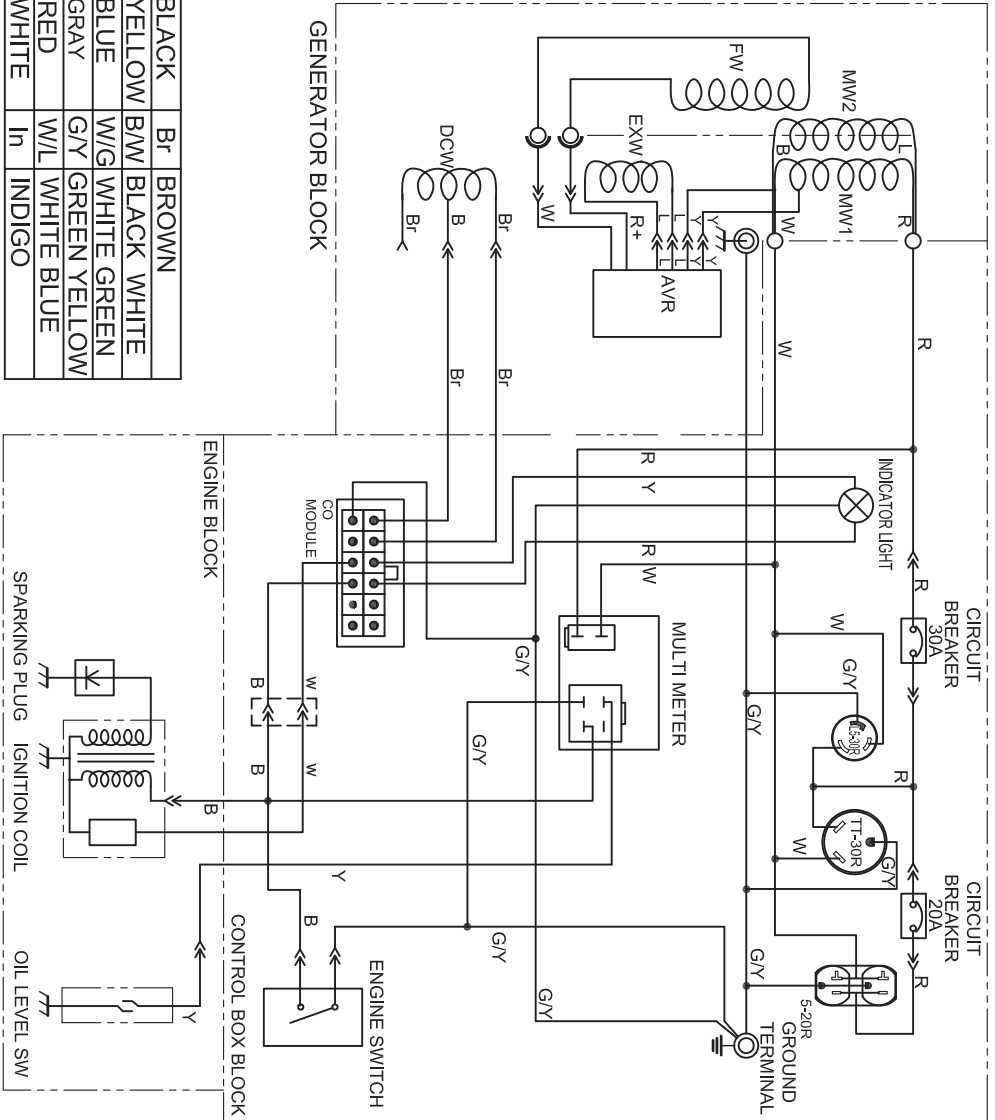 CIRCUIT
BREAKER
30A
CIRCUIT
BREAKER
20A
R
R
R
R
INDICATOR LIGHT
MW2
L
R
B
MW1
W
W
W
W
G/Y
L5-30R
TT-30R
G/Y
5-20R
G/Y
G/Y
GROUND
TERMINAL
FW
EXW
W
R+
L
L
Y
Y
L
L
Y
Y
AVR
R
Y
R
W
MULTI METER
G/Y
G/Y
G/Y
G/Y
DCW
Br
B
Br
Br
Br
CO
MODULE
GENERATOR BLOCK
B
w
B
w
B
Y
B
ENGINE SWITCH
CONTROL BOX BLOCK
ENGINE BLOCK
SPARKING PLUG
IGNITION COIL
OIL LEVEL SW
Y
BLACK Br BROWN
YELLOW B/W BLACK WHITE
BLUE W/G WHITE GREEN
GRAY G/Y GREEN YELLOW
RED W/L WHITE BLUE
WHITE In INDIGO